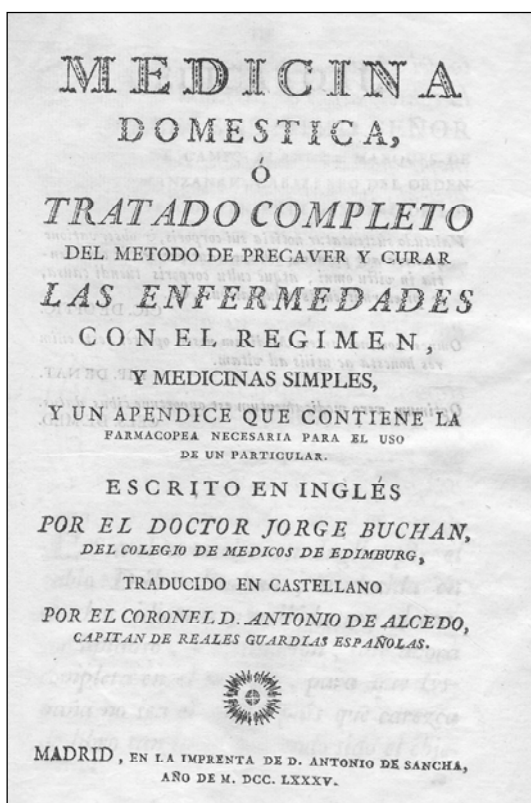 MEDICINA
DOMESTICA,
Ó
TRATADO COMPLETO
DEL METODO DE PRECAVER Y CURAR
LAS ENFERMEDADES
CON EL REGIMEN,
Y MEDICINAS SIMPLES,
Y UN APENDICE QUE CONTIENE LA
FARMACOPEA NECESARIA PARA EL USO
DE UN PARTICULAR.
ESCRITO EN INGLÉS
POR EL DOCTOR JORGE BUCHAN,
DEL COLEGIO DE MEDICOS DE EDIMBURG,
TRADUCIDO EN CASTELLANO
POR EL CORONEL D. ANTONIO DE ALCEDO,
CAPITAN DE REALES GUARDIAS ESPAÑOLAS.
MADRID, EN LA IMPRENTA DE D. ANTONIO DE SANCHA,
AÑO DE M. DCC. LXXXV.